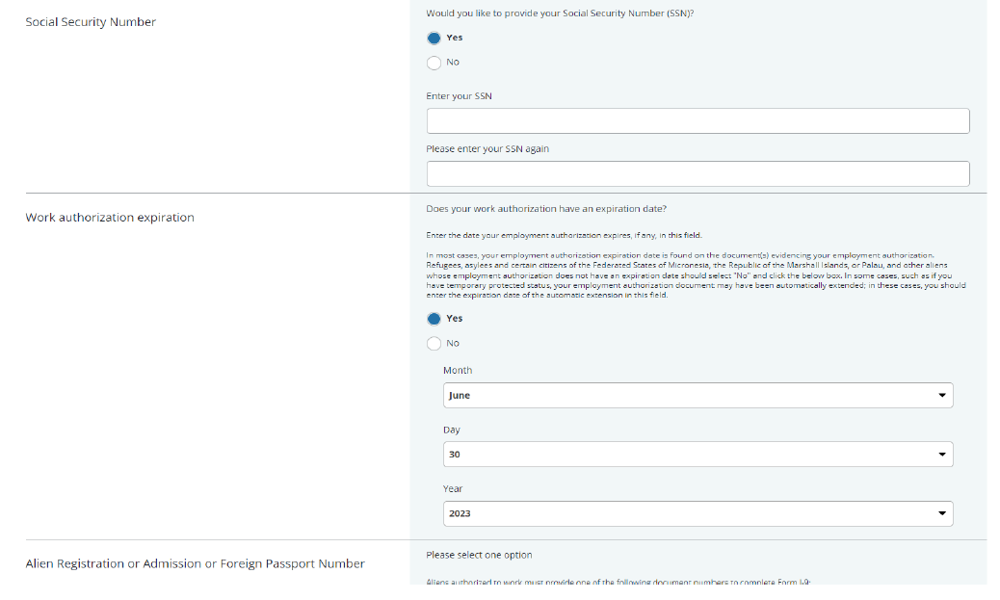 Social Security Number
Would you like to provide your Social Security Number (SSN)?
Yes
No
Enter your SSN
Please enter your SSN again
Work authorization expiration
Does your work authorization have an expiration date?
Enter the date your employment authorization expires, if any, in this field.
In most cases, your employment authorization expiration date is found on the document(s) evidencing your employment authorization.
Refugees, asylees and certain citizens of the Federated States of Micronesia, the Republic of the Marshall Islands, or Palau, and other aliens
whose employment authorization does not have an expiration date should select "No" and click the below box. In some cases, such as if you
have temporary protected status, your employment authorization document may have been automatically extended; in these cases, you should
enter the expiration date of the automatic extension in this field.
Yes
No
Month
June
Day
30
Year
2023
Alien Registration or Admission or Foreign Passport Number
Please select one option
Aliens authorized to work must provide one of the following document numbers to complete Form I-9: